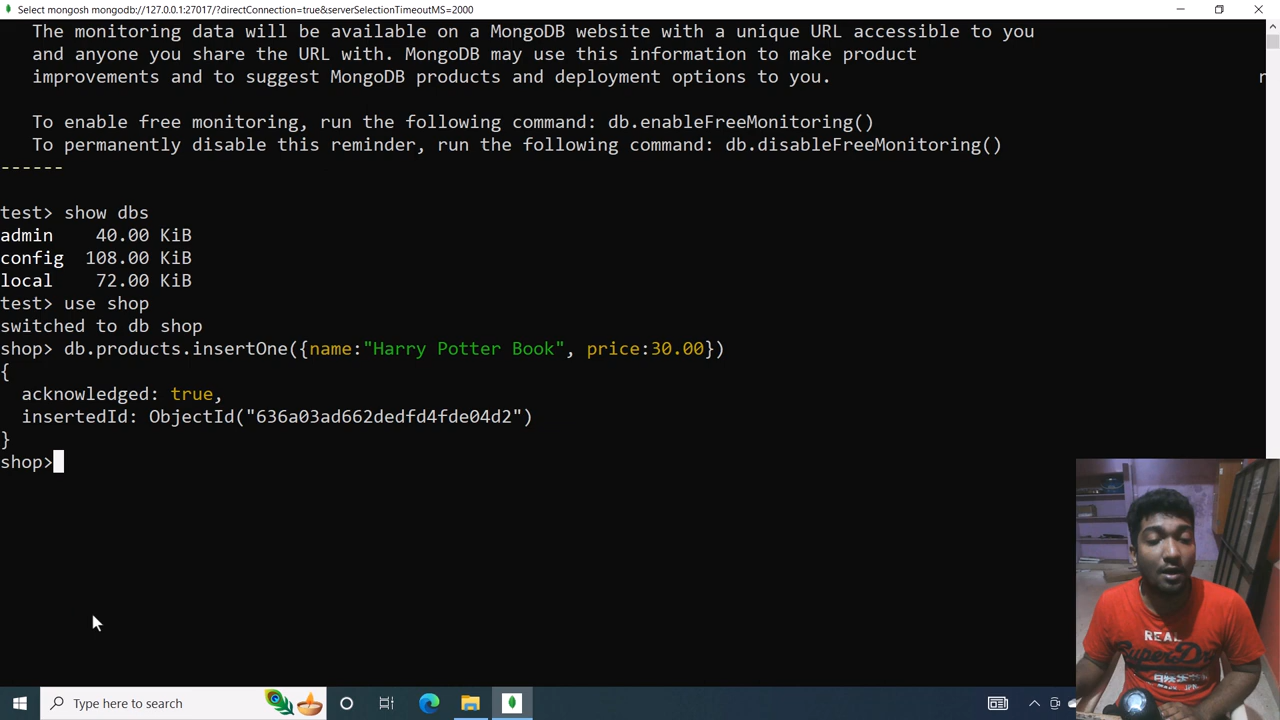 Select mongosh mongodb://127.0.0.1:27017/?directConnection=true&serverSelectionTimeoutMS=2000
The monitoring data will be available on a MongoDB website with a unique URL accessible to you
and anyone you share the URL with. MongoDB may use this information to make product
improvements and to suggest MongoDB products and deployment options to you.
To enable free monitoring, run the following command: db.enableFreeMonitoring()
To permanently disable this reminder, run the following command: db.disableFreeMonitoring()
------
test> show dbs
admin    40.00 KiB
config  108.00 KiB
local    72.00 KiB
test> use shop
switched to db shop
shop> db.products.insertOne({name:"Harry Potter Book", price:30.00})
{
acknowledged: true,
insertedId: ObjectId("636a03ad662dedfd4fde04d2")
}
shop>
REAL
Type here to search